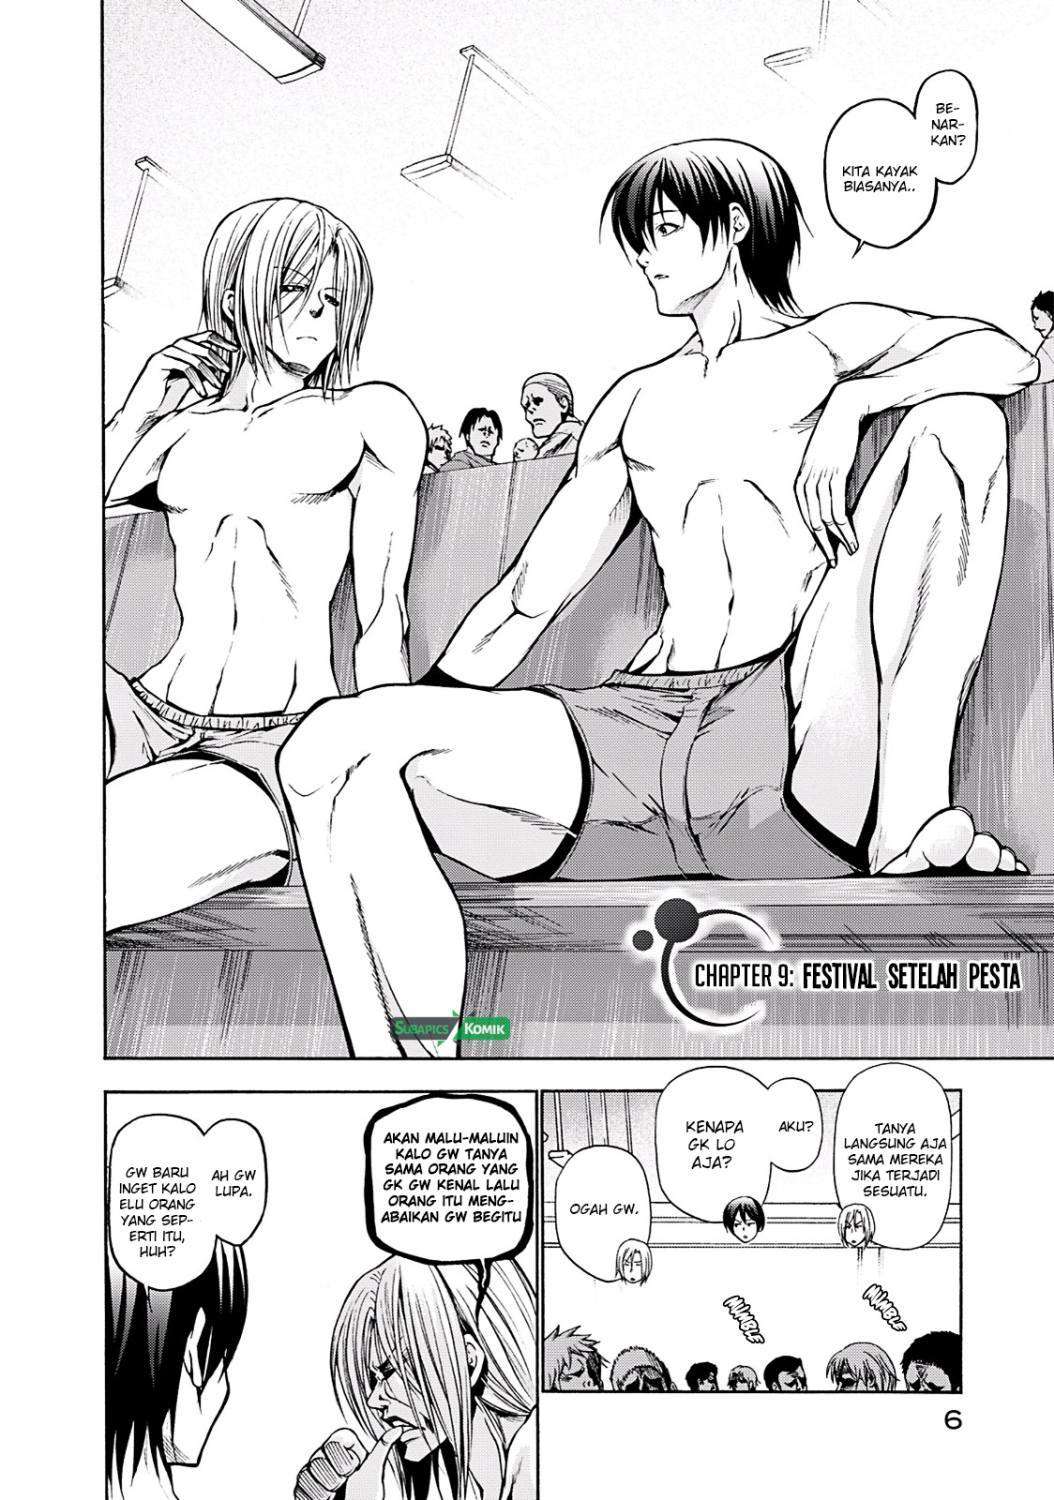 BE-
NAR-
KAN?
KITA KAYAK
BIASANYA..
CHAPTER 9: FESTIVAL SETELAH PESTA
SUBAPICS KOMIK
TANYA
LANGSUNG AJA
SAMA MEREKA
JIKA TERJADI
SESUATU.
AKU?
KENAPA
GK LO
AJA?
OGAH GW.
MUMBLE
MUMBLE
AKAN MALU-MALUIN
KALO GW TANYA
SAMA ORANG YANG
GK GW KENAL LALU
ORANG ITU MENG-
ABAIKAN GW BEGITU
AH GW
LUPA.
GW BARU
INGET KALO
ELU ORANG
YANG SEP-
ERTI ITU,
HUH?
6